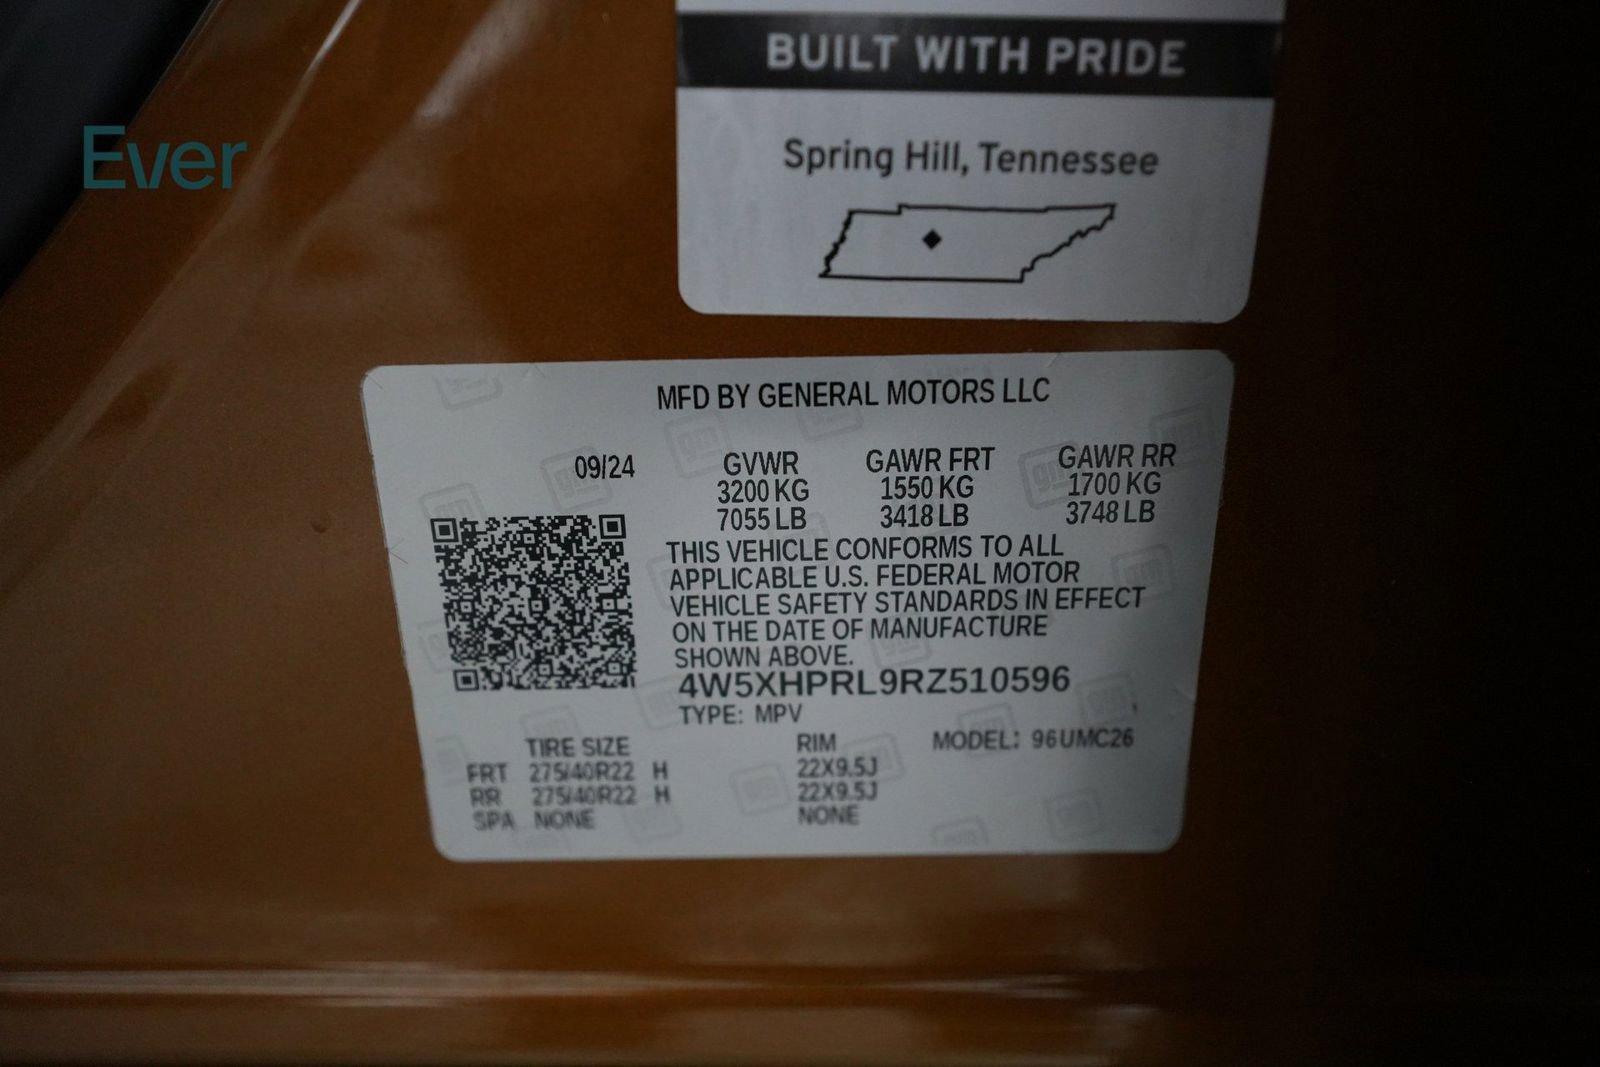 Ever
BUILT WITH PRIDE
Spring Hill, Tennessee
MFD BY GENERAL MOTORS LLC
09/24 GVWR GAWR FRT GAWR RR
3200 KG 1550 KG 1700 KG
7055 LB 3418 LB 3748 LB
THIS VEHICLE CONFORMS TO ALL
APPLICABLE U.S. FEDERAL MOTOR
VEHICLE SAFETY STANDARDS IN EFFECT
ON THE DATE OF MANUFACTURE
SHOWN ABOVE.
4W5XHPRL9RZ510596
TYPE: MPV
TIRE SIZE RIM MODEL: 96UMC26
FRT 275/40R22 H 22X9.5J
RR 275/40R22 H 22X9.5J
SPA NONE NONE